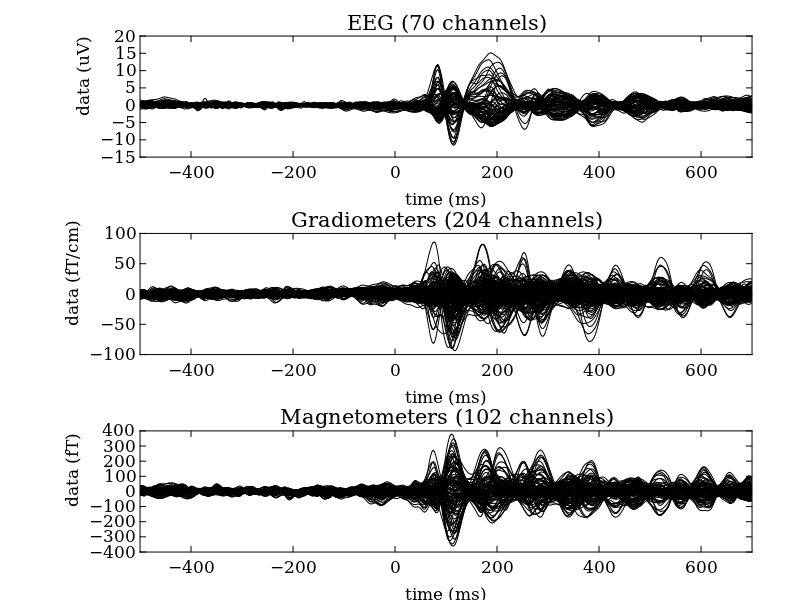 EEG (70 channels)
data (uV)
20
15
10
5
0
−5
−10
−15
−400 −200 0 200 400 600
time (ms)
Gradiometers (204 channels)
data (fT/cm)
100
50
0
−50
−100
−400 −200 0 200 400 600
time (ms)
Magnetometers (102 channels)
data (fT)
400
300
200
100
0
−100
−200
−300
−400
−400 −200 0 200 400 600
time (ms)